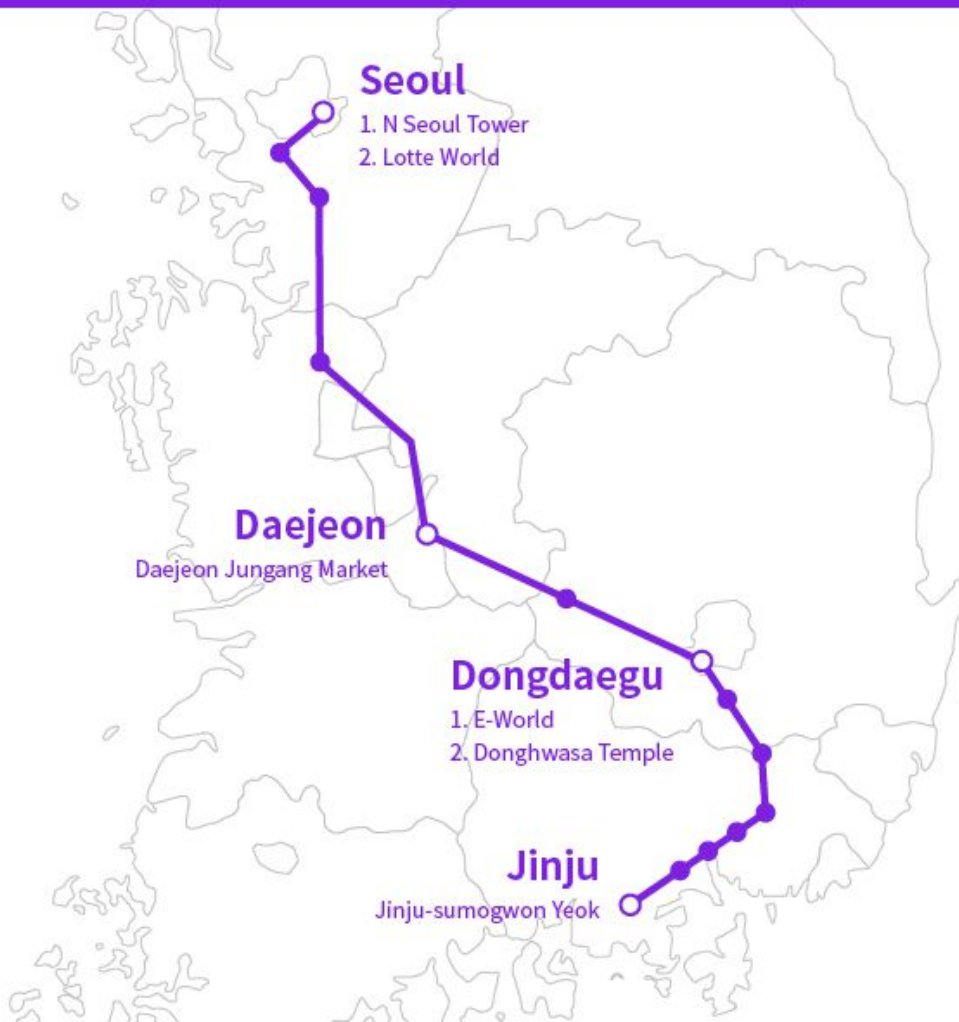 Seoul
1. N Seoul Tower
2. Lotte World
Daejeon
Daejeon Jungang Market
Dongdaegu
1. E-World
2. Donghwasa Temple
Jinju
Jinju-sumogwon Yeok